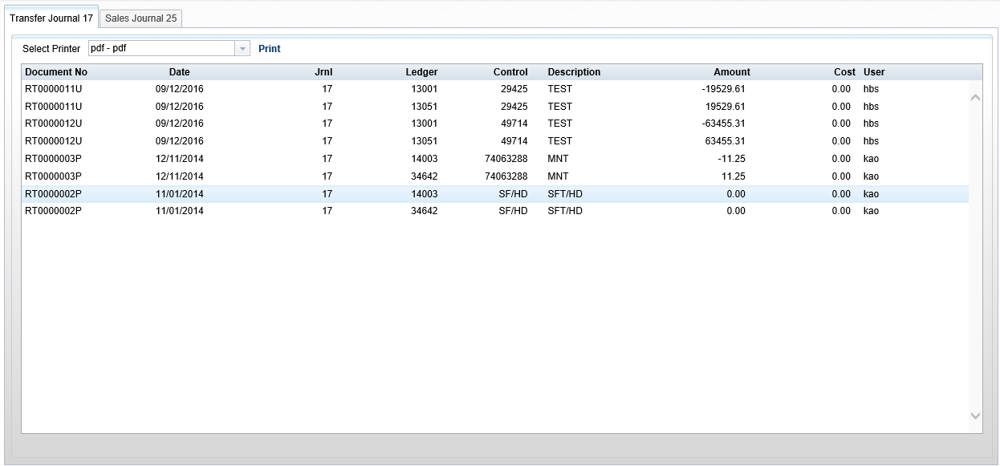 Transfer Journal 17 Sales Journal 25
Select Printer pdf - pdf Print
Document No Date Jrnl Ledger Control Description Amount Cost User
RT0000011U 09/12/2016 17 13001 29425 TEST -19529.61 0.00 hbs
RT0000011U 09/12/2016 17 13051 29425 TEST 19529.61 0.00 hbs
RT0000012U 09/12/2016 17 13001 49714 TEST -63455.31 0.00 hbs
RT0000012U 09/12/2016 17 13051 49714 TEST 63455.31 0.00 hbs
RT0000003P 12/11/2014 17 14003 74063288 MNT -11.25 0.00 kao
RT0000003P 12/11/2014 17 34642 74063288 MNT 11.25 0.00 kao
RT0000002P 11/01/2014 17 14003 SF/HD SFT/HD 0.00 0.00 kao
RT0000002P 11/01/2014 17 34642 SF/HD SFT/HD 0.00 0.00 kao